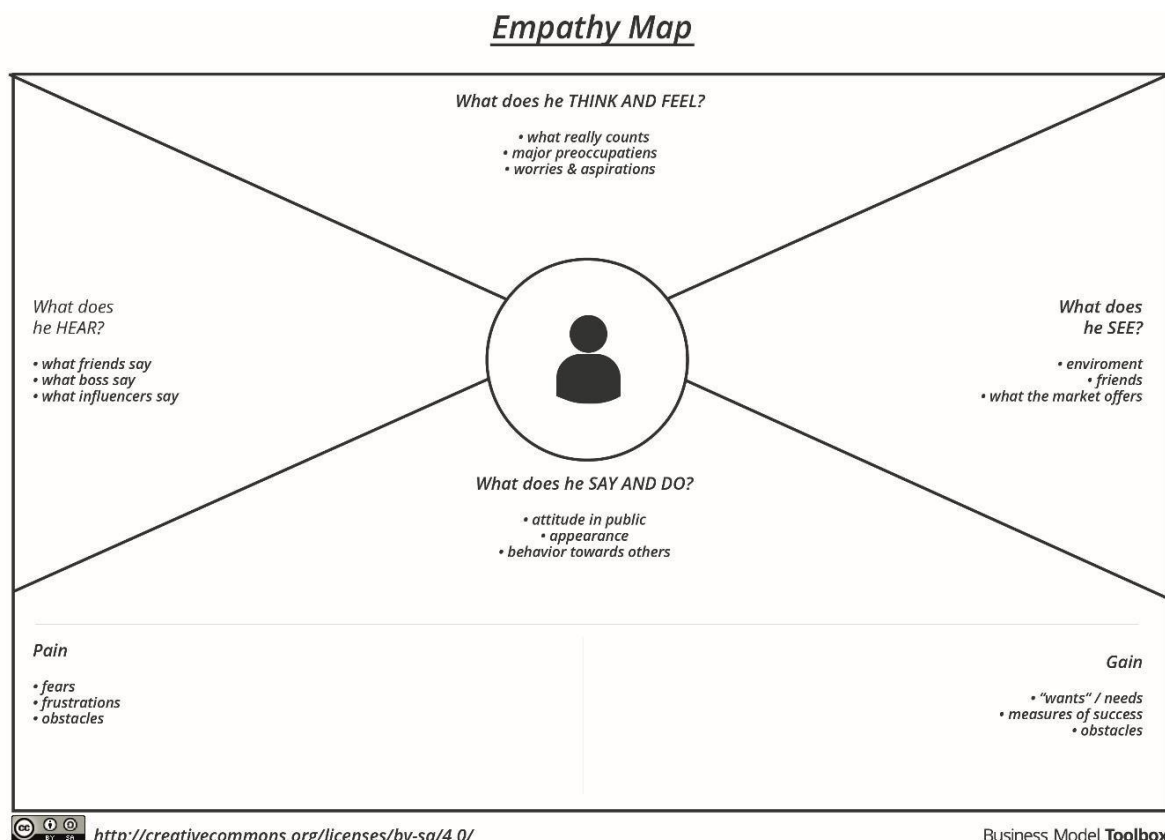 Empathy Map
What does he THINK AND FEEL?
• what really counts
• major preoccupatiens
• worries & aspirations
What does
he HEAR?
• what friends say
• what boss say
• what influencers say
What does
he SEE?
• enviroment
• friends
• what the market offers
What does he SAY AND DO?
• attitude in public
• appearance
• behavior towards others
Pain
• fears
• frustrations
• obstacles
Gain
• “wants“ / needs
• measures of success
• obstacles
cc BY SA
http://creativecommons.org/licenses/by-sa/4.0/
Business Model Toolbox